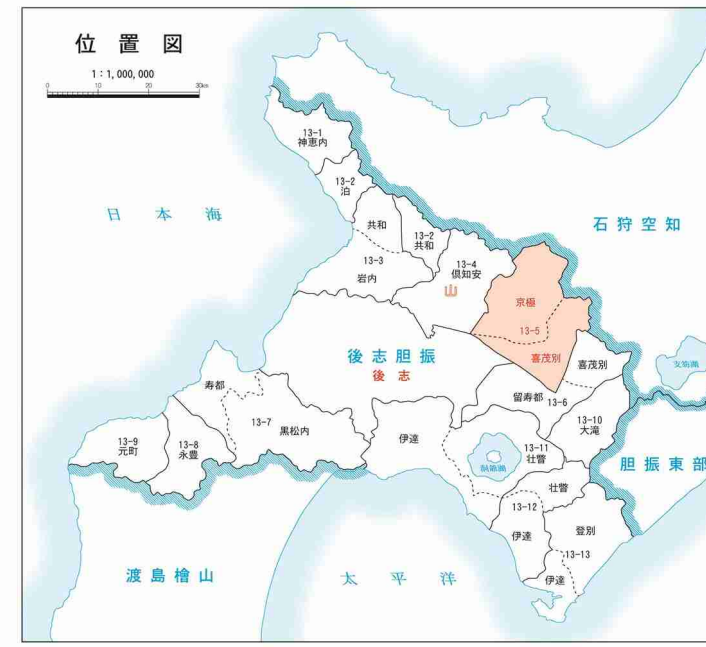 位置図
1:1,000,000
0 10 20 30km
13-1
神恵内
13-2
泊
共和
13-2
共和
13-3
岩内
13-4
倶知安
山
京極
13-5
喜茂別
喜茂別
日本海
石狩空知
後志胆振
後志
支笏湖
寿都
13-7
黒松内
留寿都
13-6
13-10
大滝
13-9
元町
13-8
永豊
伊達
13-11
壮瞥
洞爺湖
胆振東部
壮瞥
13-12
伊達
登別
13-13
伊達
渡島檜山
太平洋